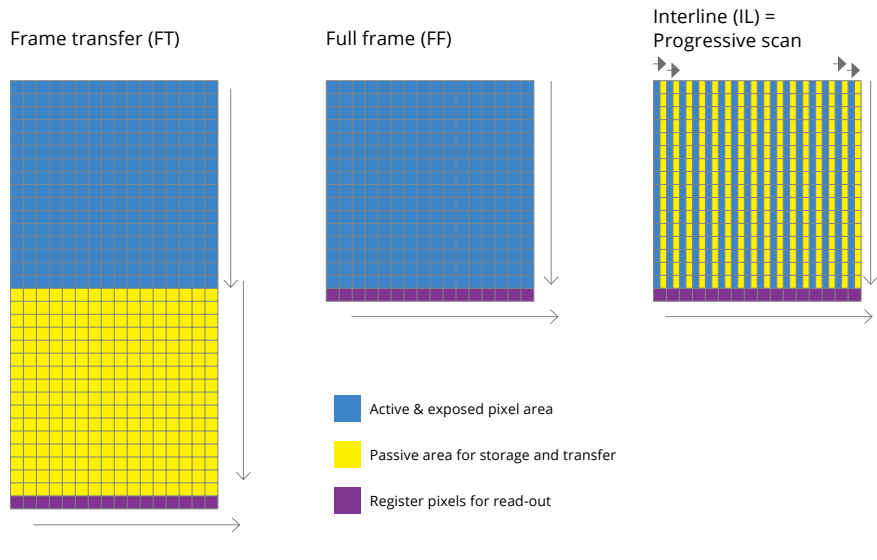 Frame transfer (FT)
Full frame (FF)
Interline (IL) =
Progressive scan
Active & exposed pixel area
Passive area for storage and transfer
Register pixels for read-out